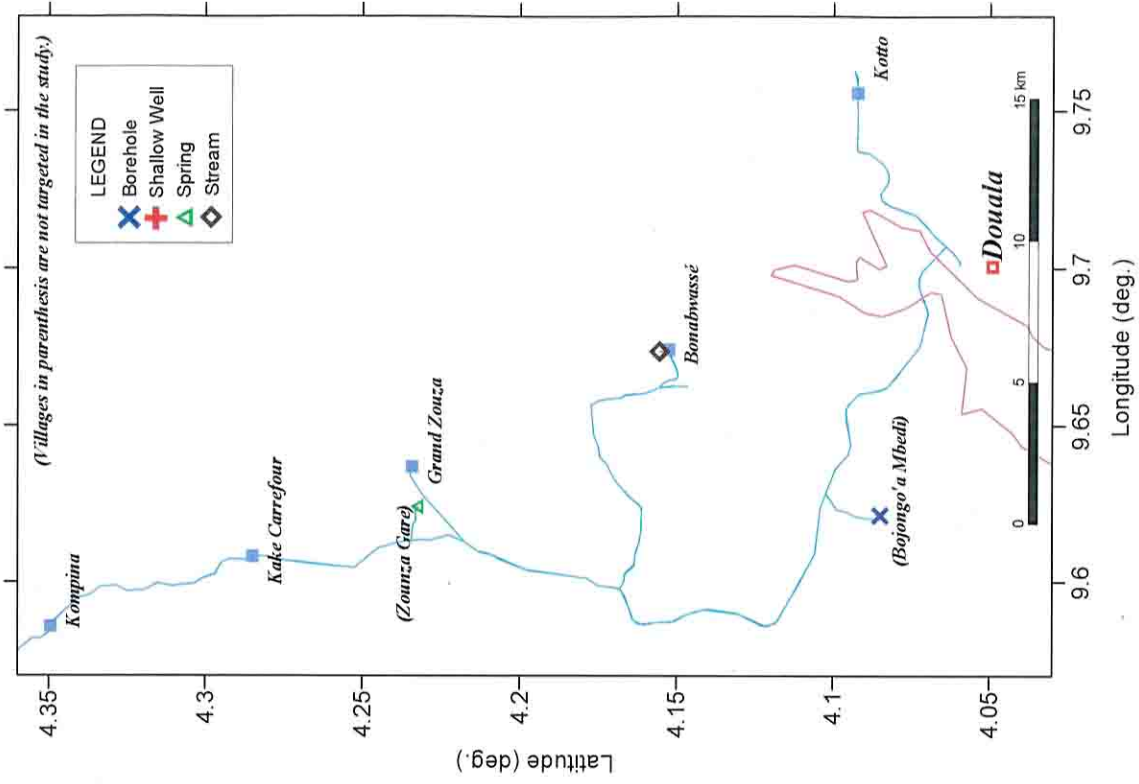 (Villages in parenthesis are not targeted in the study.)
LEGEND
Borehole
Shallow Well
Spring
Stream
Kompina
Kake Carrefour
(Zounza Gare)
Grand Zouza
Bonabwassé
(Bojongo'a Mbedi)
Kotto
Douala
0 5 10 15 km
4.35
4.3
4.25
4.2
4.15
4.1
4.05
Latitude (deg.)
9.6 9.65 9.7 9.75
Longitude (deg.)